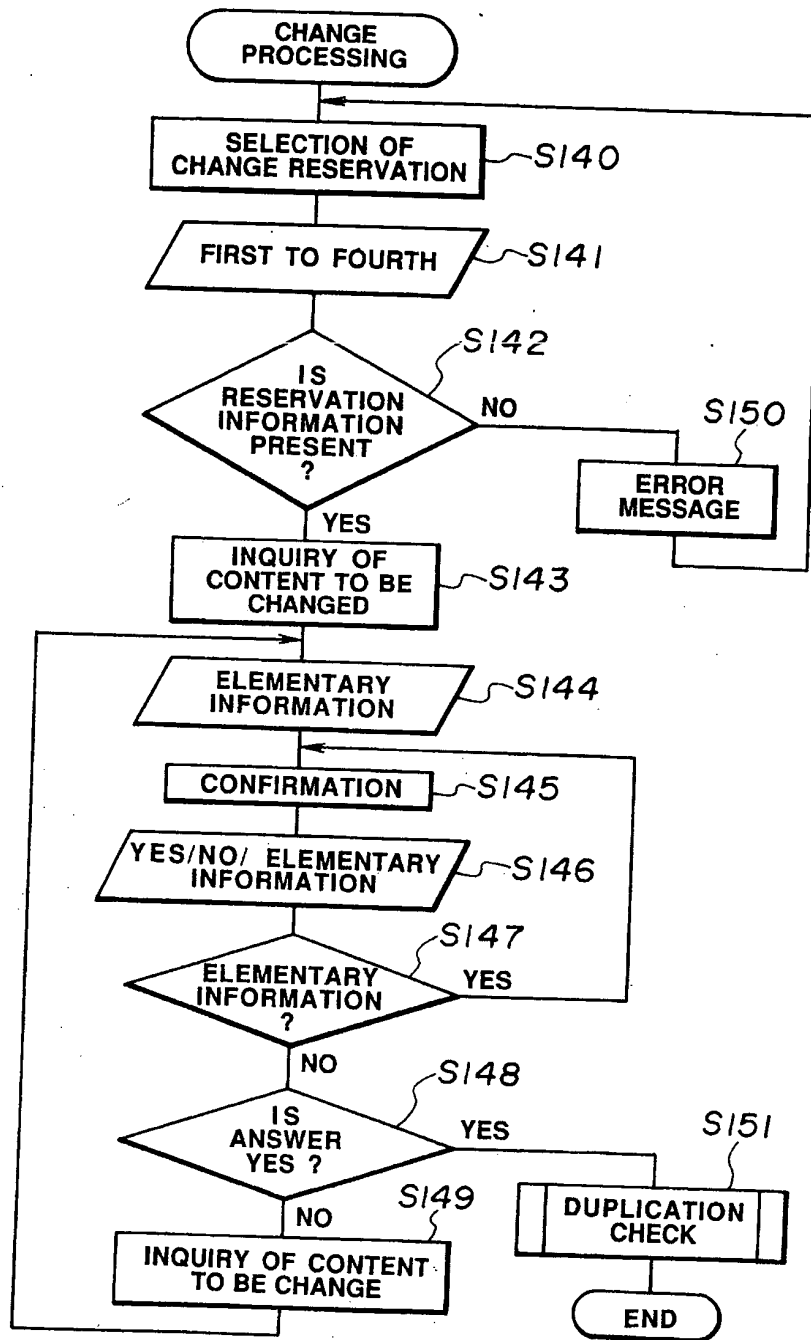 CHANGE
PROCESSING
SELECTION OF
CHANGE RESERVATION
S140
FIRST TO FOURTH
S141
S142
IS
RESERVATION
INFORMATION
PRESENT
?
NO
S150
ERROR
MESSAGE
YES
INQUIRY OF
CONTENT TO BE
CHANGED
S143
ELEMENTARY
INFORMATION
S144
CONFIRMATION
S145
YES/NO/ ELEMENTARY
INFORMATION
S146
S147
ELEMENTARY
INFORMATION
?
YES
NO
S148
IS
ANSWER
YES ?
YES
S151
DUPLICATION
CHECK
NO
S149
INQUIRY OF CONTENT
TO BE CHANGE
END